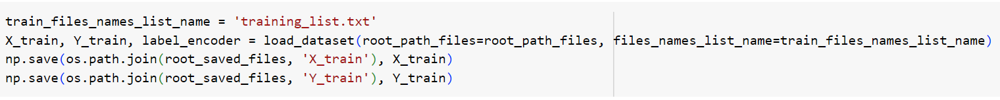 train_files_names_list_name = 'training_list.txt'
X_train, Y_train, label_encoder = load_dataset(root_path_files=root_path_files, files_names_list_name=train_files_names_list_name)
np.save(os.path.join(root_saved_files, 'X_train'), X_train)
np.save(os.path.join(root_saved_files, 'Y_train'), Y_train)